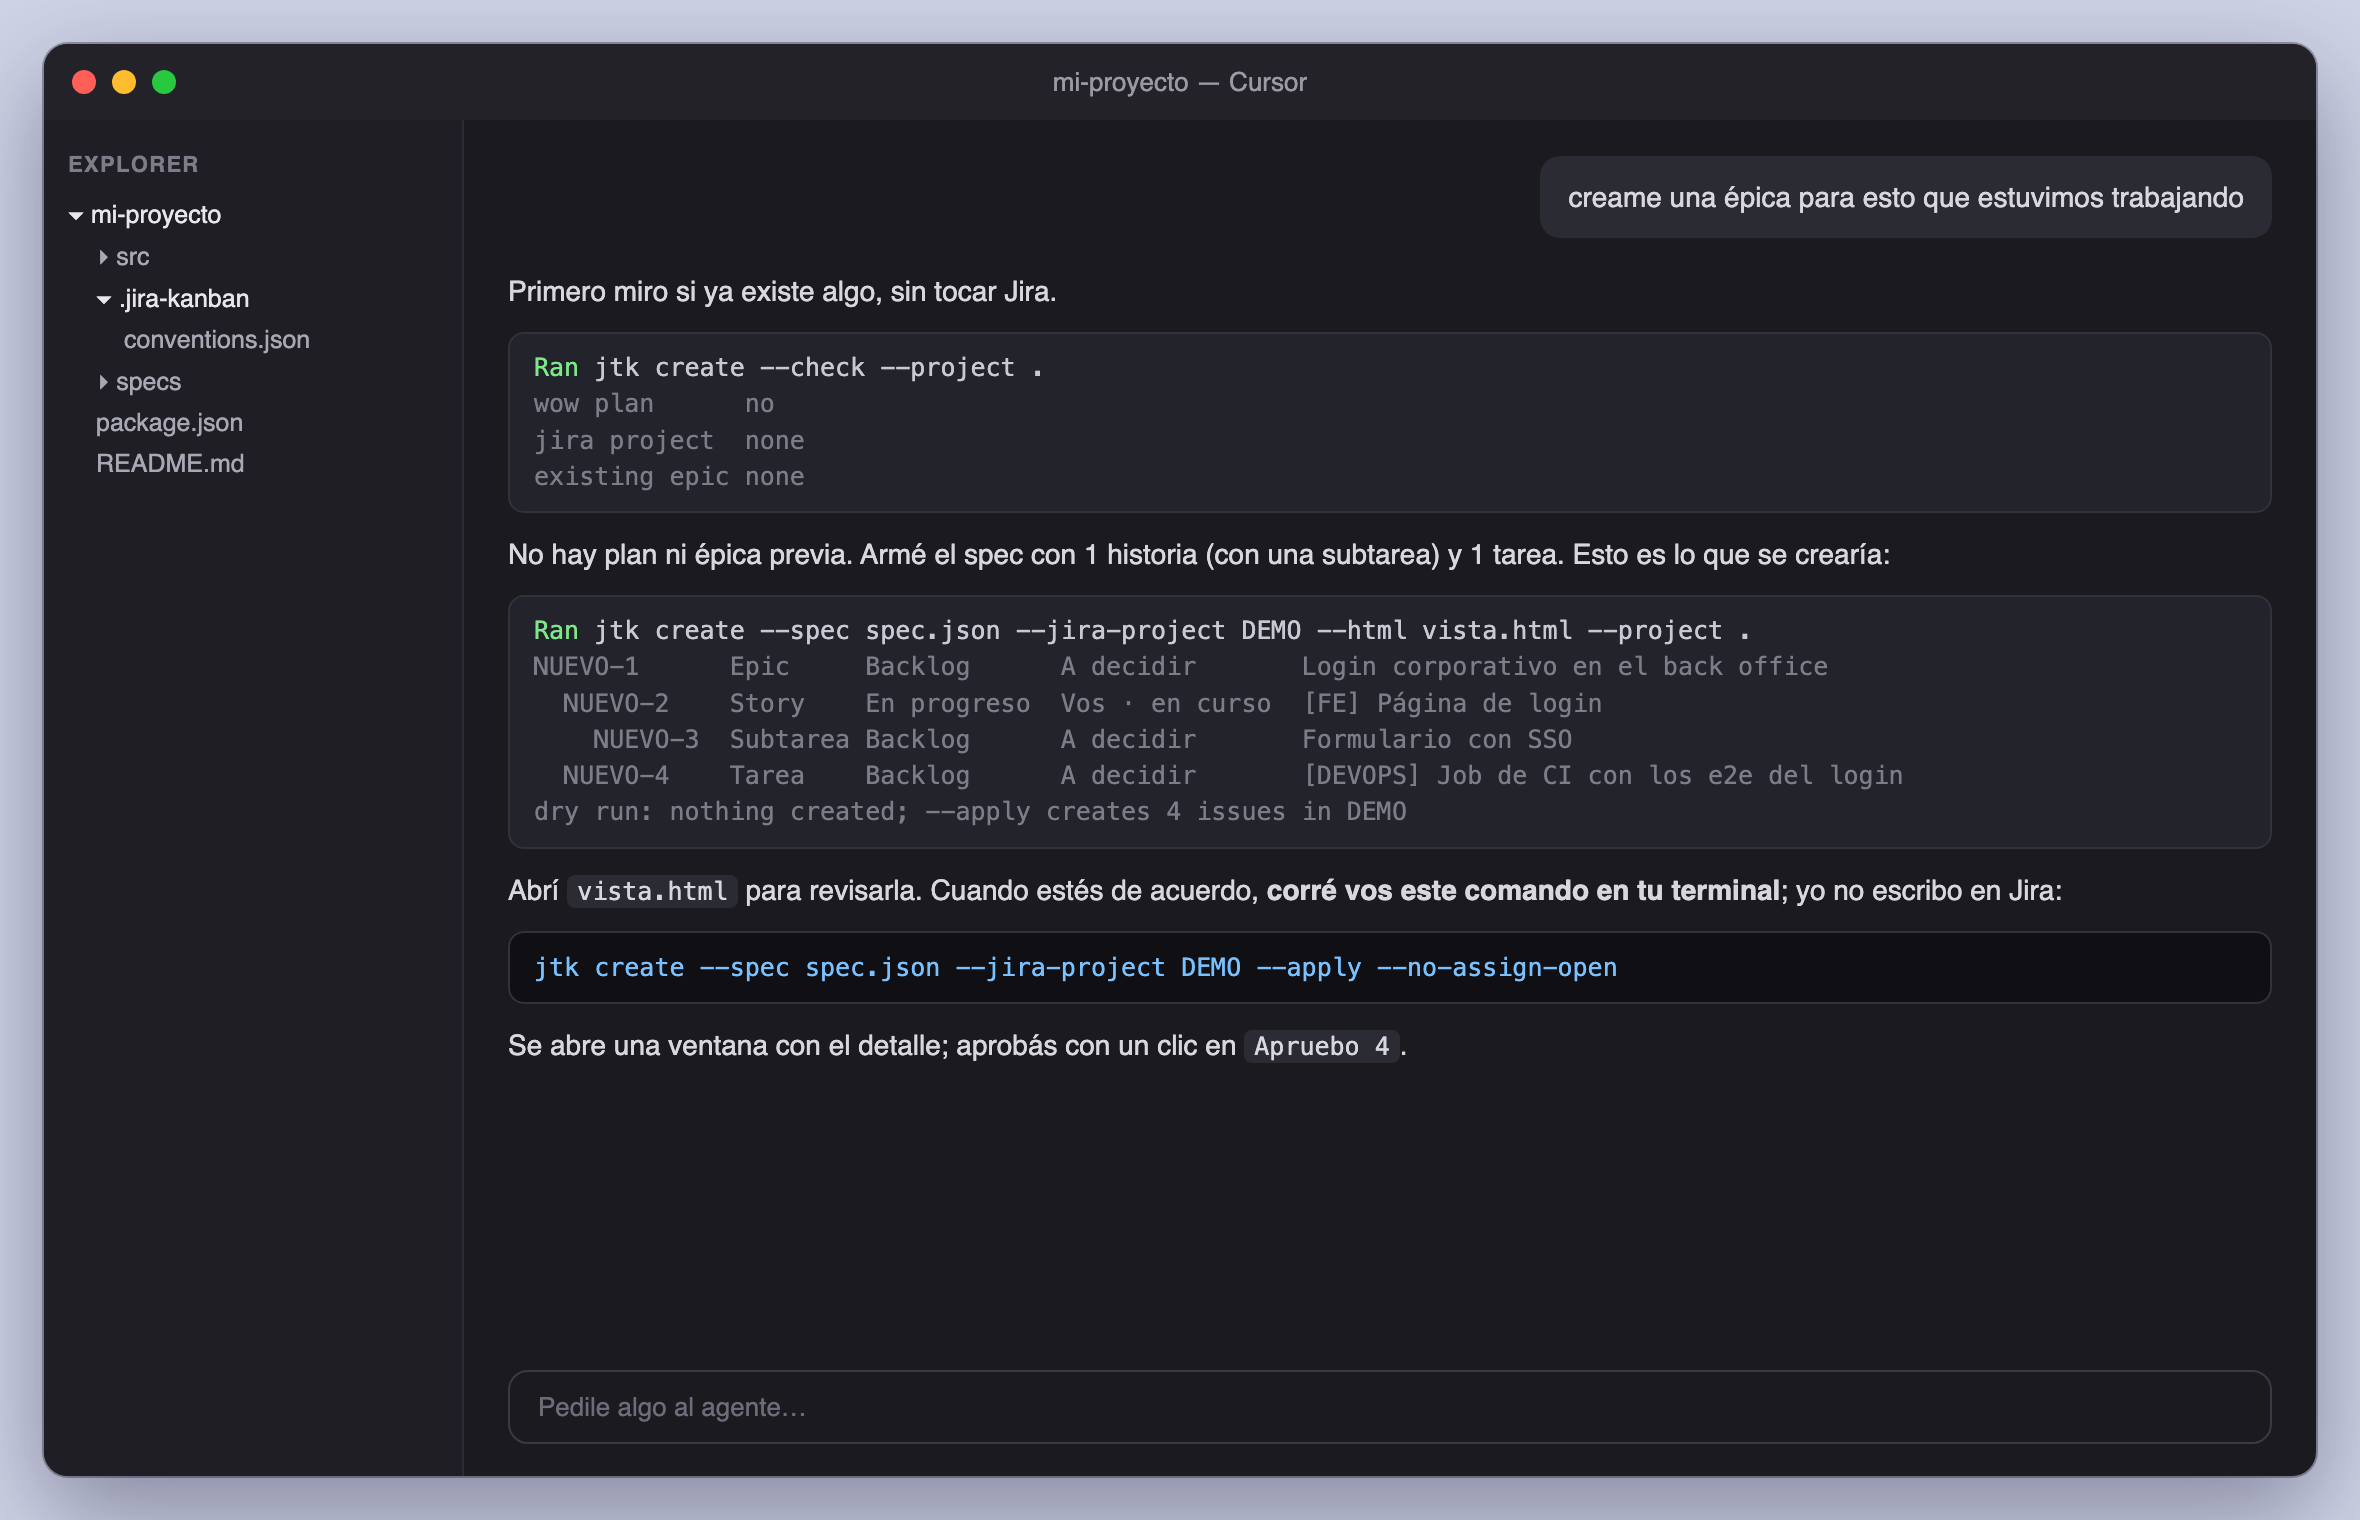 mi-proyecto — Cursor
EXPLORER
mi-proyecto
src
.jira-kanban
conventions.json
specs
package.json
README.md
creame una épica para esto que estuvimos trabajando
Primero miro si ya existe algo, sin tocar Jira.
Ran jtk create --check --project .
wow plan      no
jira project  none
existing epic none
No hay plan ni épica previa. Armé el spec con 1 historia (con una subtarea) y 1 tarea. Esto es lo que se crearía:
Ran jtk create --spec spec.json --jira-project DEMO --html vista.html --project .
NUEVO-1      Epic     Backlog      A decidir       Login corporativo en el back office
  NUEVO-2    Story    En progreso  Vos · en curso  [FE] Página de login
    NUEVO-3  Subtarea Backlog      A decidir       Formulario con SSO
  NUEVO-4    Tarea    Backlog      A decidir       [DEVOPS] Job de CI con los e2e del login
dry run: nothing created; --apply creates 4 issues in DEMO
Abrí vista.html para revisarla. Cuando estés de acuerdo, corré vos este comando en tu terminal; yo no escribo en Jira:
jtk create --spec spec.json --jira-project DEMO --apply --no-assign-open
Se abre una ventana con el detalle; aprobás con un clic en Apruebo 4.
Pedile algo al agente…